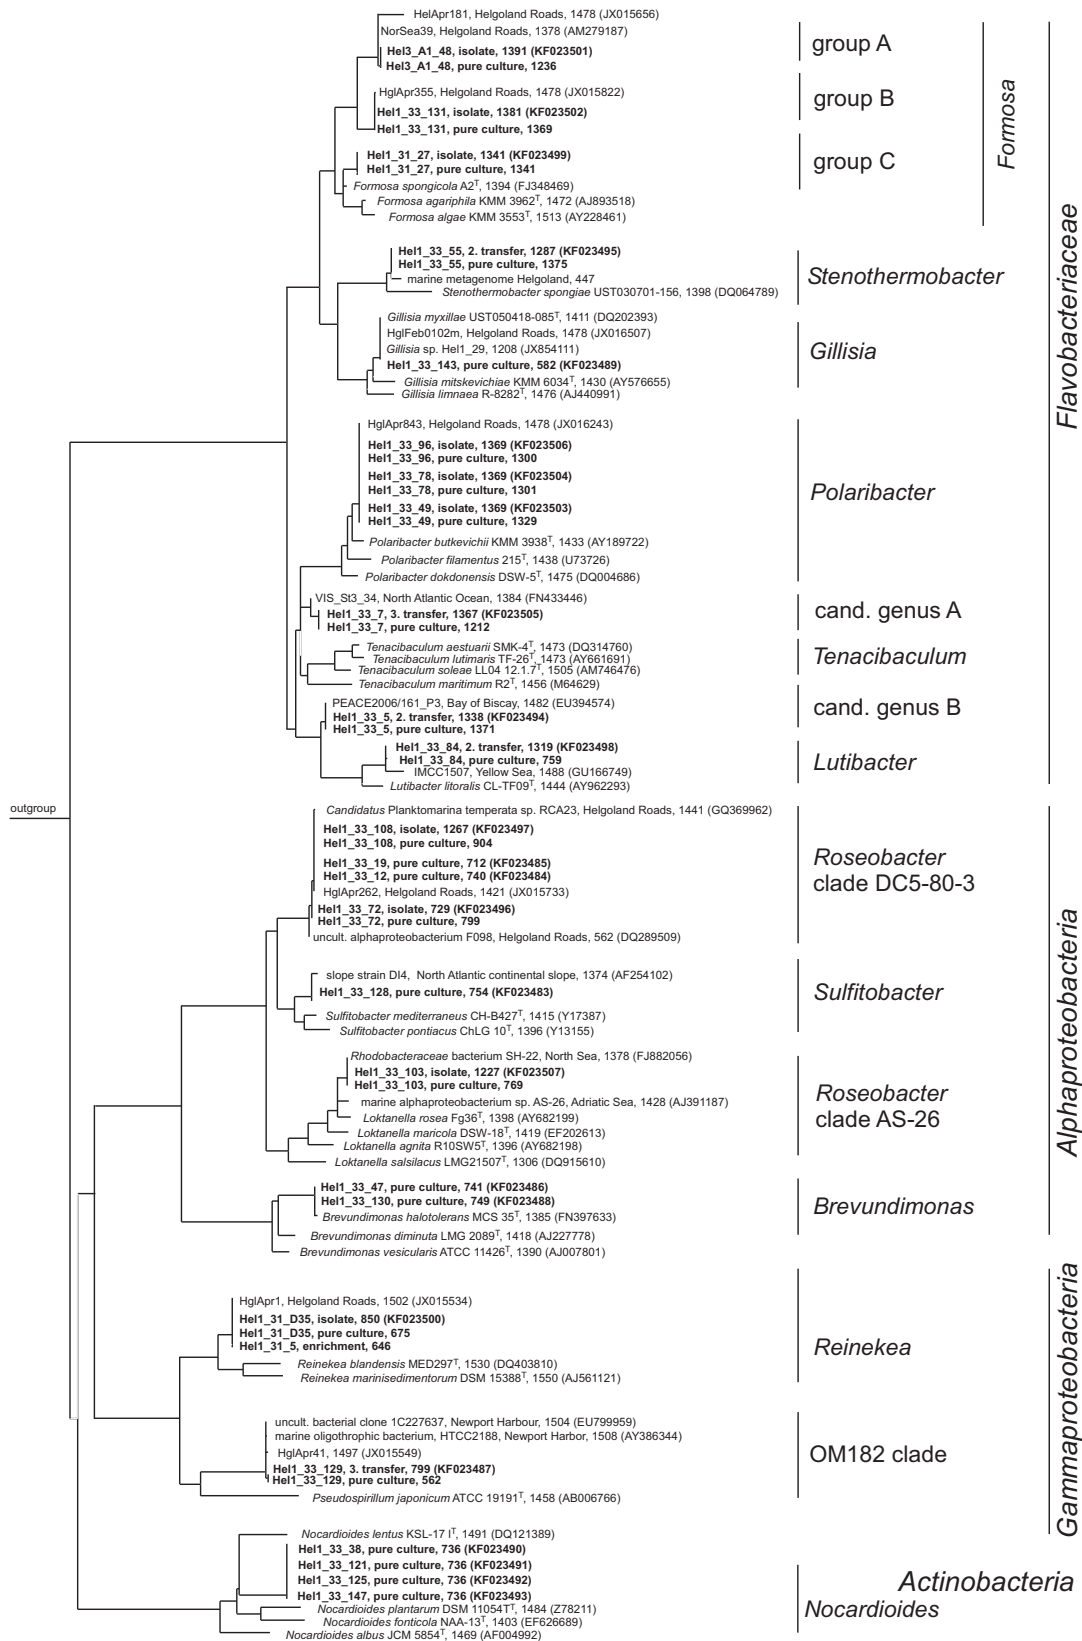 HelApr181, Helgoland Roads, 1478 (JX015656)
NorSea39, Helgoland Roads, 1378 (AM279187)
Hel3_A1_48, isolate, 1391 (KF023501)
Hel3_A1_48, pure culture, 1236
group A
HglApr355, Helgoland Roads, 1478 (JX015822)
Hel1_33_131, isolate, 1381 (KF023502)
Hel1_33_131, pure culture, 1369
group B
Hel1_31_27, isolate, 1341 (KF023499)
Hel1_31_27, pure culture, 1341
Formosa spongicola A2T, 1394 (FJ348469)
group C
Formosa agariphila KMM 3962T, 1472 (AJ893518)
Formosa algae KMM 3553T, 1513 (AY228461)
Formosa
Hel1_33_55, 2. transfer, 1287 (KF023495)
Hel1_33_55, pure culture, 1375
marine metagenome Helgoland, 447
Stenothermobacter spongiae UST030701-156, 1398 (DQ064789)
Stenothermobacter
Gillisia myxillae UST050418-085T, 1411 (DQ202393)
HglFeb0102m, Helgoland Roads, 1478 (JX016507)
Gillisia sp. Hel1_29, 1208 (JX854111)
Hel1_33_143, pure culture, 582 (KF023489)
Gillisia mitskevichiae KMM 6034T, 1430 (AY576655)
Gillisia limnaea R-8282T, 1476 (AJ440991)
Gillisia
HglApr843, Helgoland Roads, 1478 (JX016243)
Hel1_33_96, isolate, 1369 (KF023506)
Hel1_33_96, pure culture, 1300
Hel1_33_78, isolate, 1369 (KF023504)
Hel1_33_78, pure culture, 1301
Hel1_33_49, isolate, 1369 (KF023503)
Hel1_33_49, pure culture, 1329
Polaribacter butkevichii KMM 3938T, 1433 (AY189722)
Polaribacter filamentus 215T, 1438 (U73726)
Polaribacter dokdonensis DSW-5T, 1475 (DQ004686)
Polaribacter
VIS_St3_34, North Atlantic Ocean, 1384 (FN433446)
Hel1_33_7, 3. transfer, 1367 (KF023505)
Hel1_33_7, pure culture, 1212
cand. genus A
Tenacibaculum aestuarii SMK-4T, 1473 (DQ314760)
Tenacibaculum lutimaris TF-26T, 1473 (AY661691)
Tenacibaculum soleae LL04 12.1.7T, 1505 (AM746476)
Tenacibaculum maritimum R2T, 1456 (M64629)
Tenacibaculum
PEACE2006/161_P3, Bay of Biscay, 1482 (EU394574)
Hel1_33_5, 2. transfer, 1338 (KF023494)
Hel1_33_5, pure culture, 1371
cand. genus B
Hel1_33_84, 2. transfer, 1319 (KF023498)
Hel1_33_84, pure culture, 759
IMCC1507, Yellow Sea, 1488 (GU166749)
Lutibacter litoralis CL-TF09T, 1444 (AY962293)
Lutibacter
Flavobacteriaceae
outgroup
Candidatus Planktomarina temperata sp. RCA23, Helgoland Roads, 1441 (GQ369962)
Hel1_33_108, isolate, 1267 (KF023497)
Hel1_33_108, pure culture, 904
Hel1_33_19, pure culture, 712 (KF023485)
Hel1_33_12, pure culture, 740 (KF023484)
HglApr262, Helgoland Roads, 1421 (JX015733)
Hel1_33_72, isolate, 729 (KF023496)
Hel1_33_72, pure culture, 799
uncult. alphaproteobacterium F098, Helgoland Roads, 562 (DQ289509)
Roseobacter
clade DC5-80-3
slope strain DI4, North Atlantic continental slope, 1374 (AF254102)
Hel1_33_128, pure culture, 754 (KF023483)
Sulfitobacter mediterraneus CH-B427T, 1415 (Y17387)
Sulfitobacter pontiacus ChLG 10T, 1396 (Y13155)
Sulfitobacter
Rhodobacteraceae bacterium SH-22, North Sea, 1378 (FJ882056)
Hel1_33_103, isolate, 1227 (KF023507)
Hel1_33_103, pure culture, 769
marine alphaproteobacterium sp. AS-26, Adriatic Sea, 1428 (AJ391187)
Loktanella rosea Fg36T, 1398 (AY682199)
Loktanella maricola DSW-18T, 1419 (EF202613)
Loktanella agnita R10SW5T, 1396 (AY682198)
Loktanella salsilacus LMG21507T, 1306 (DQ915610)
Roseobacter
clade AS-26
Hel1_33_47, pure culture, 741 (KF023486)
Hel1_33_130, pure culture, 749 (KF023488)
Brevundimonas halotolerans MCS 35T, 1385 (FN397633)
Brevundimonas diminuta LMG 2089T, 1418 (AJ227778)
Brevundimonas vesicularis ATCC 11426T, 1390 (AJ007801)
Brevundimonas
Alphaproteobacteria
HglApr1, Helgoland Roads, 1502 (JX015534)
Hel1_31_D35, isolate, 850 (KF023500)
Hel1_31_D35, pure culture, 675
Hel1_31_5, enrichment, 646
Reinekea blandensis MED297T, 1530 (DQ403810)
Reinekea marinisedimentorum DSM 15388T, 1550 (AJ561121)
Reinekea
uncult. bacterial clone 1C227637, Newport Harbour, 1504 (EU799959)
marine oligothrophic bacterium, HTCC2188, Newport Harbor, 1508 (AY386344)
HglApr41, 1497 (JX015549)
Hel1_33_129, 3. transfer, 799 (KF023487)
Hel1_33_129, pure culture, 562
Pseudospirillum japonicum ATCC 19191T, 1458 (AB006766)
OM182 clade
Gammaproteobacteria
Nocardioides lentus KSL-17 lT, 1491 (DQ121389)
Hel1_33_38, pure culture, 736 (KF023490)
Hel1_33_121, pure culture, 736 (KF023491)
Hel1_33_125, pure culture, 736 (KF023492)
Hel1_33_147, pure culture, 736 (KF023493)
Nocardioides plantarum DSM 11054TT, 1484 (Z78211)
Nocardioides fonticola NAA-13T, 1403 (EF626689)
Nocardioides albus JCM 5854T, 1469 (AF004992)
Actinobacteria
Nocardioides